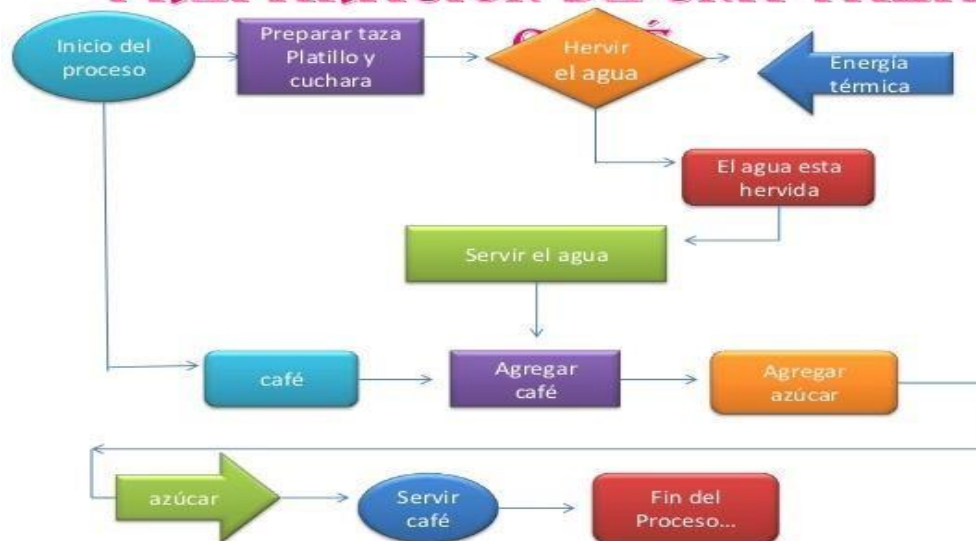 Inicio del
proceso
Preparar taza
Platillo y
cuchara
Hervir
el agua
Energía
térmica
El agua esta
hervida
Servir el agua
café
Agregar
café
Agregar
azúcar
azúcar
Servir
café
Fin del
Proceso...